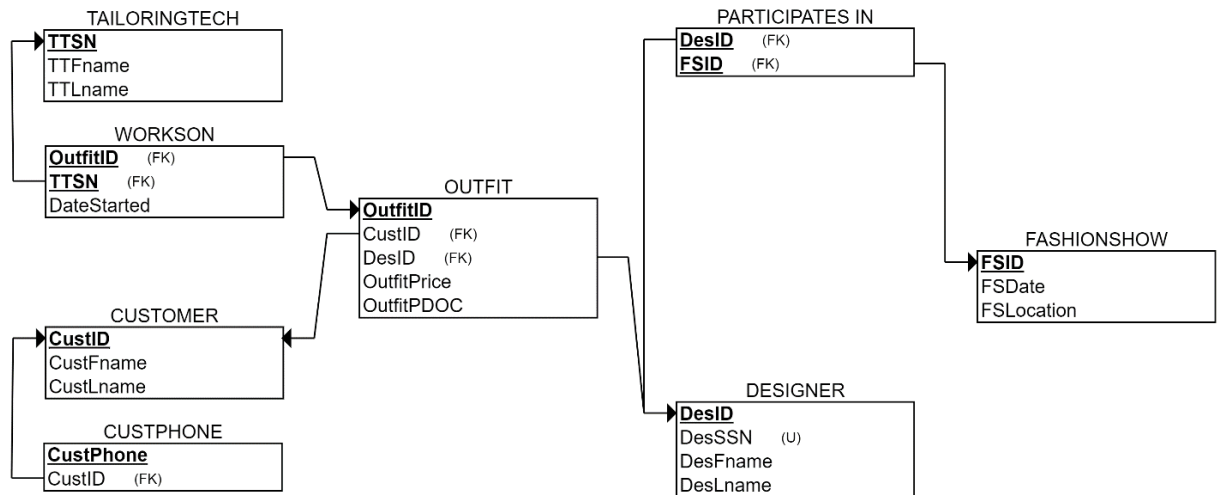 TAILORINGTECH
TTSN
TTFname
TTLname
WORKSON
OutfitID (FK)
TTSN (FK)
DateStarted
CUSTOMER
CustID
CustFname
CustLname
CUSTPHONE
CustPhone
CustID (FK)
OUTFIT
OutfitID
CustID (FK)
DesID (FK)
OutfitPrice
OutfitPDOC
PARTICIPATES IN
DesID (FK)
FSID (FK)
DESIGNER
DesID
DesSSN (U)
DesFname
DesLname
FASHIONSHOW
FSID
FSDate
FSLocation